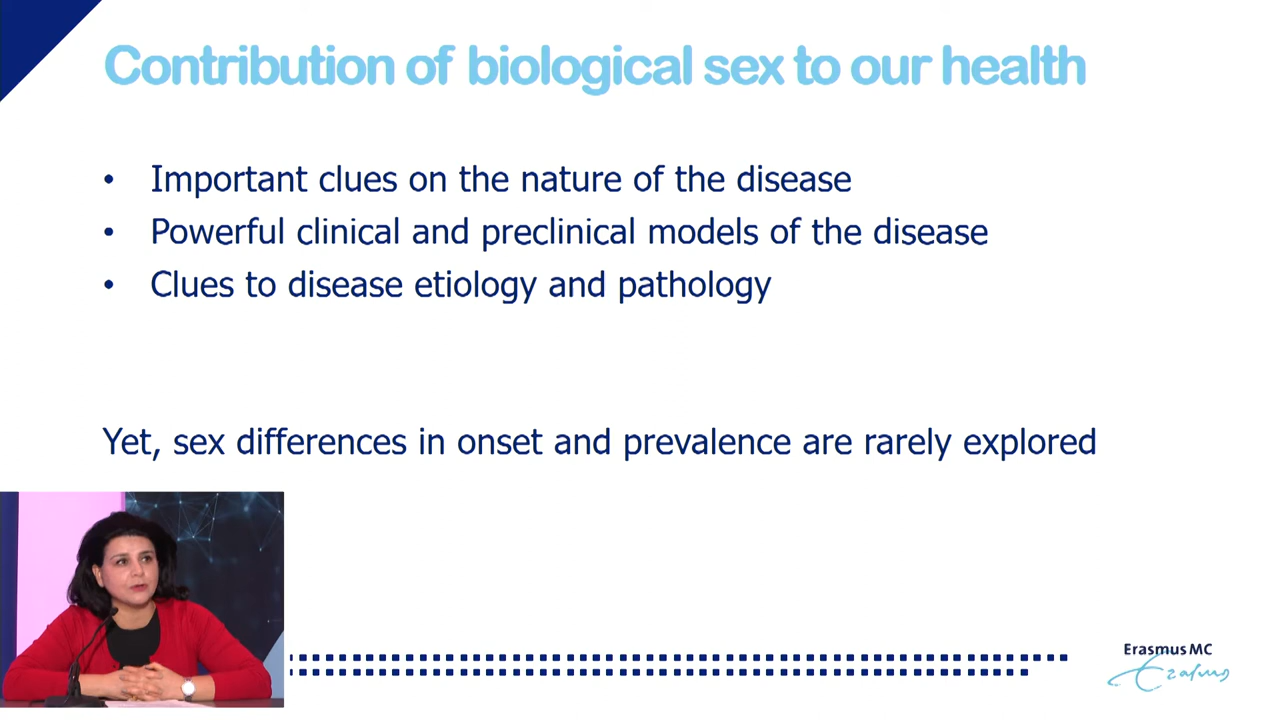 Contribution of biological sex to our health
• Important clues on the nature of the disease
• Powerful clinical and preclinical models of the disease
• Clues to disease etiology and pathology
Yet, sex differences in onset and prevalence are rarely explored
Erasmus MC
Erasmus